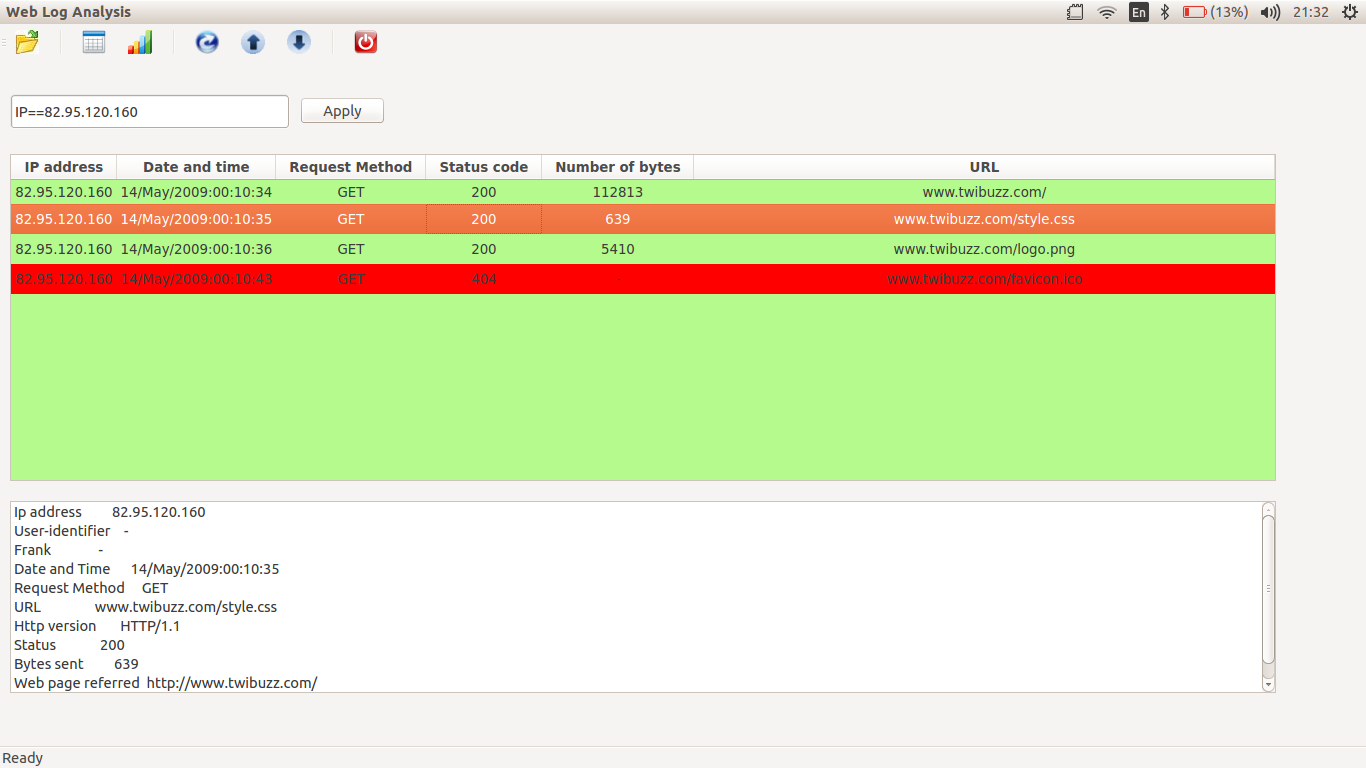 Web Log Analysis En (13%) 21:32
IP==82.95.120.160 Apply
IP address Date and time Request Method Status code Number of bytes URL
82.95.120.160 14/May/2009:00:10:34 GET 200 112813 www.twibuzz.com/
82.95.120.160 14/May/2009:00:10:35 GET 200 639 www.twibuzz.com/style.css
82.95.120.160 14/May/2009:00:10:36 GET 200 5410 www.twibuzz.com/logo.png
82.95.120.160 14/May/2009:00:10:43 GET 404 - www.twibuzz.com/favicon.ico
Ip address 82.95.120.160
User-identifier -
Frank -
Date and Time 14/May/2009:00:10:35
Request Method GET
URL www.twibuzz.com/style.css
Http version HTTP/1.1
Status 200
Bytes sent 639
Web page referred http://www.twibuzz.com/
Ready